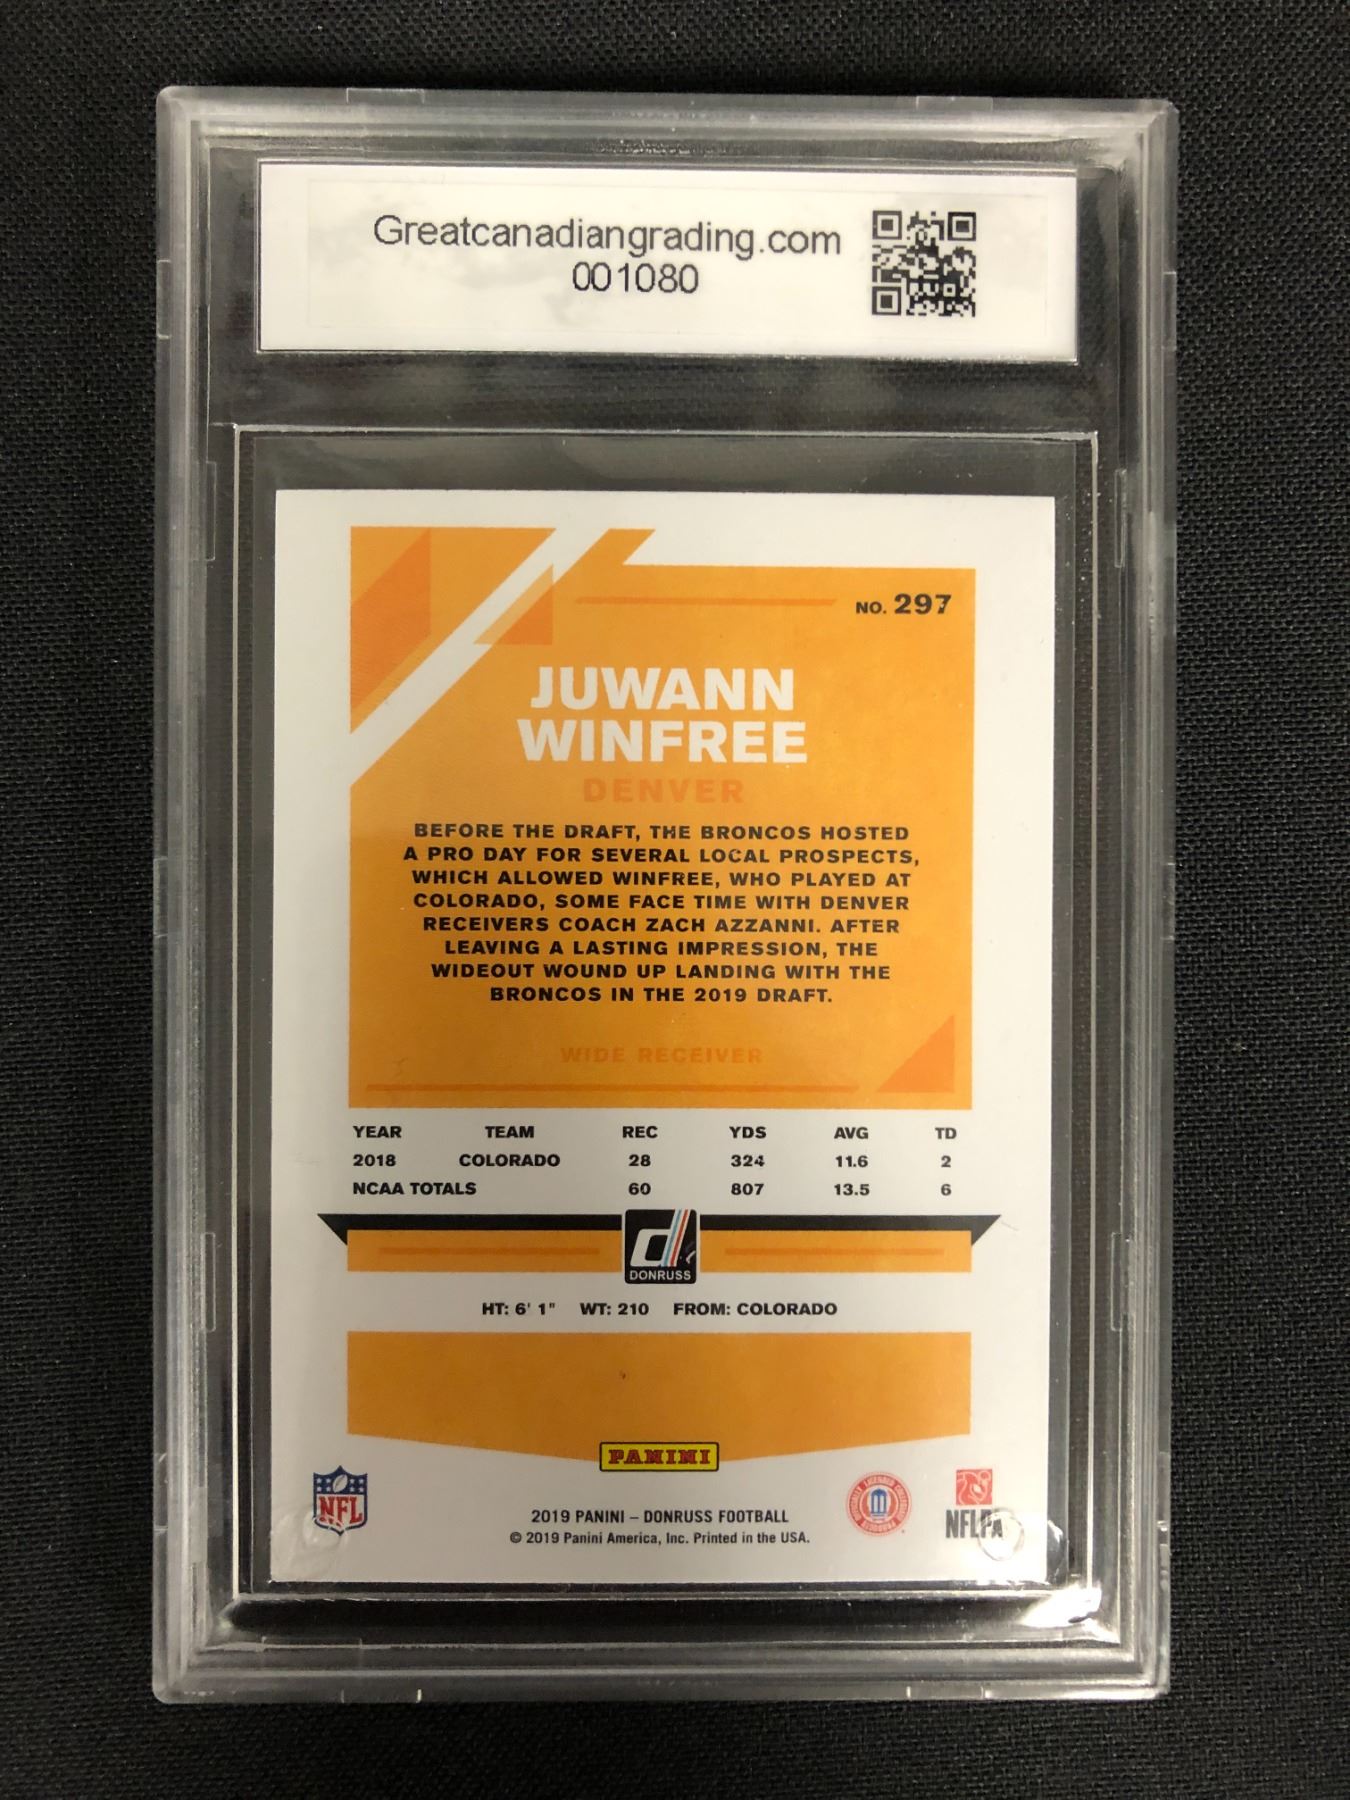 Greatcanadiangrading.com
001080
NO. 297
JUWANN
WINFREE
DENVER
BEFORE THE DRAFT, THE BRONCOS HOSTED
A PRO DAY FOR SEVERAL LOCAL PROSPECTS,
WHICH ALLOWED WINFREE, WHO PLAYED AT
COLORADO, SOME FACE TIME WITH DENVER
RECEIVERS COACH ZACH AZZANNI. AFTER
LEAVING A LASTING IMPRESSION, THE
WIDEOUT WOUND UP LANDING WITH THE
BRONCOS IN THE 2019 DRAFT.
WIDE RECEIVER
YEAR TEAM REC YDS AVG TD
2018 COLORADO 28 324 11.6 2
NCAA TOTALS 60 807 13.5 6
d
DONRUSS
HT: 6' 1" WT: 210 FROM: COLORADO
PANINI
NFL
2019 PANINI – DONRUSS FOOTBALL
© 2019 Panini America, Inc. Printed in the USA.
OFFICIALLY LICENSED COLLEGIATE PRODUCTS
NFLPA